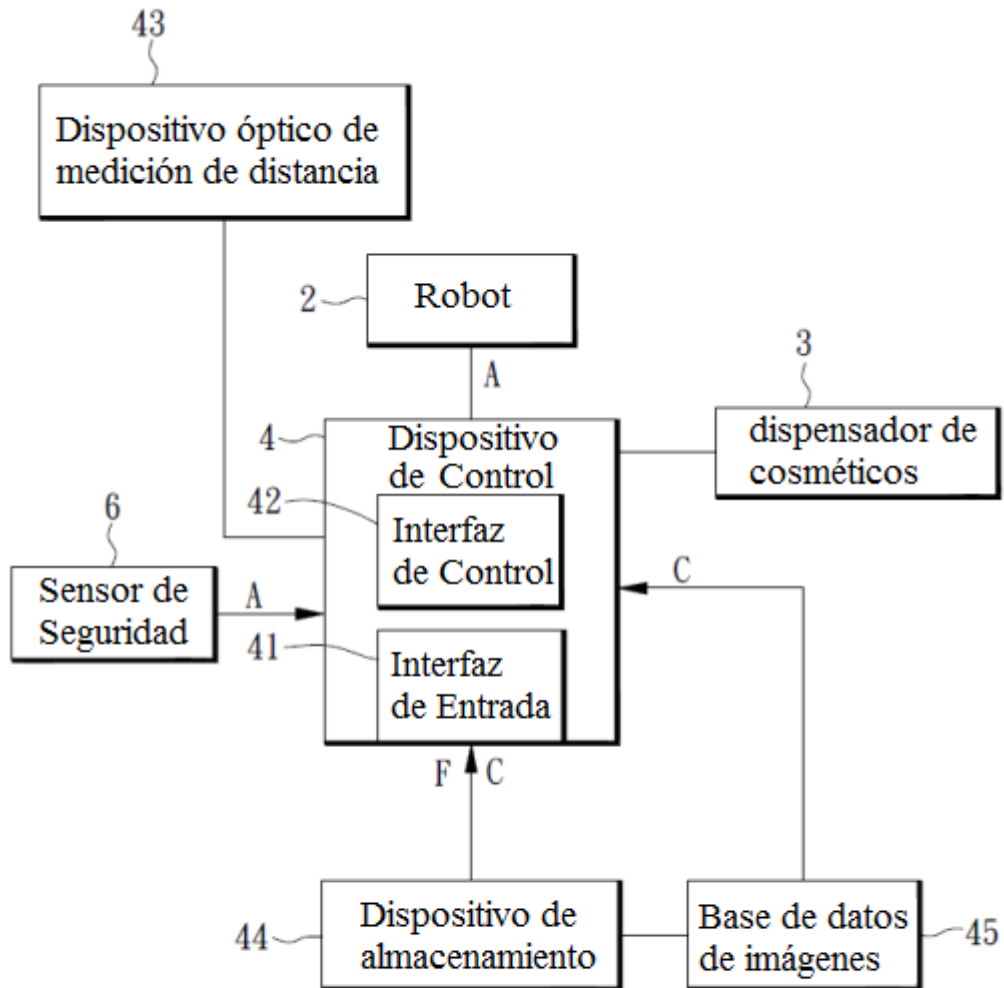 43
Dispositivo óptico de
medición de distancia
2
Robot
A
3
dispensador de
cosméticos
4
Dispositivo
de Control
42
Interfaz
de Control
6
Sensor de
Seguridad
A
C
41
Interfaz
de Entrada
F C
44
Dispositivo de
almacenamiento
Base de datos
de imágenes
45